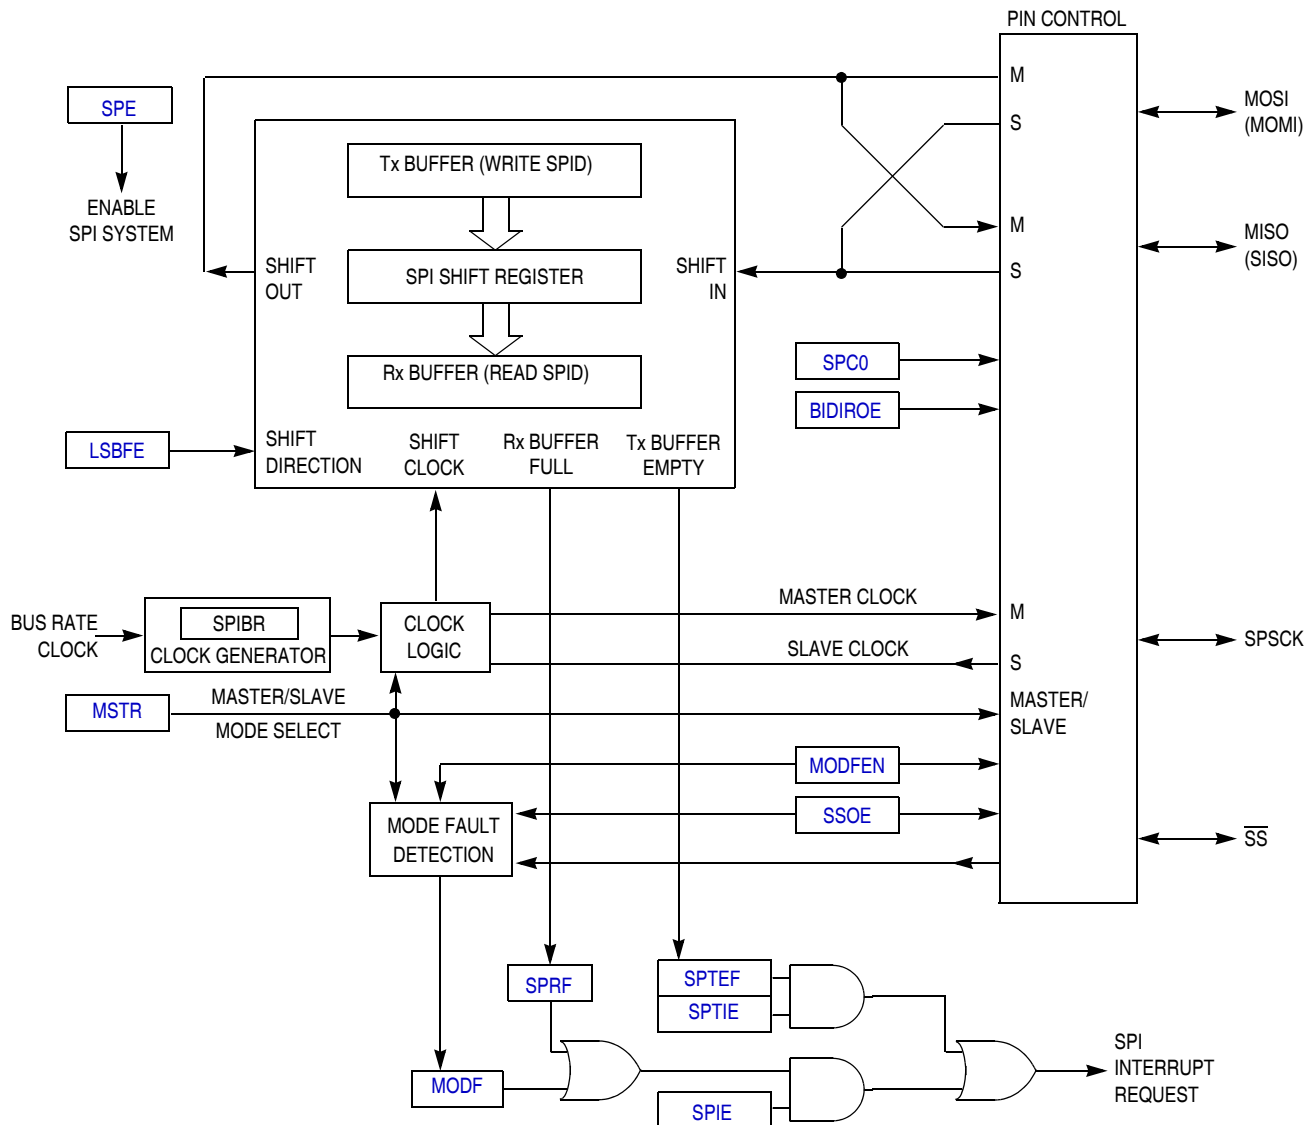 PIN CONTROL
M
MOSI
(MOMI)
S
SPE
ENABLE
SPI SYSTEM
Tx BUFFER (WRITE SPID)
M
MISO
(SISO)
SHIFT
OUT
SPI SHIFT REGISTER
SHIFT
IN
S
Rx BUFFER (READ SPID)
SPC0
BIDIROE
LSBFE
SHIFT
DIRECTION
SHIFT
CLOCK
Rx BUFFER
FULL
Tx BUFFER
EMPTY
BUS RATE
CLOCK
SPIBR
CLOCK GENERATOR
CLOCK
LOGIC
MASTER CLOCK
M
SLAVE CLOCK
S
SPSCK
MSTR
MASTER/SLAVE
MODE SELECT
MASTER/
SLAVE
MODFEN
SSOE
MODE FAULT
DETECTION
SS
SPRF
SPTEF
SPTIE
MODF
SPIE
SPI
INTERRUPT
REQUEST